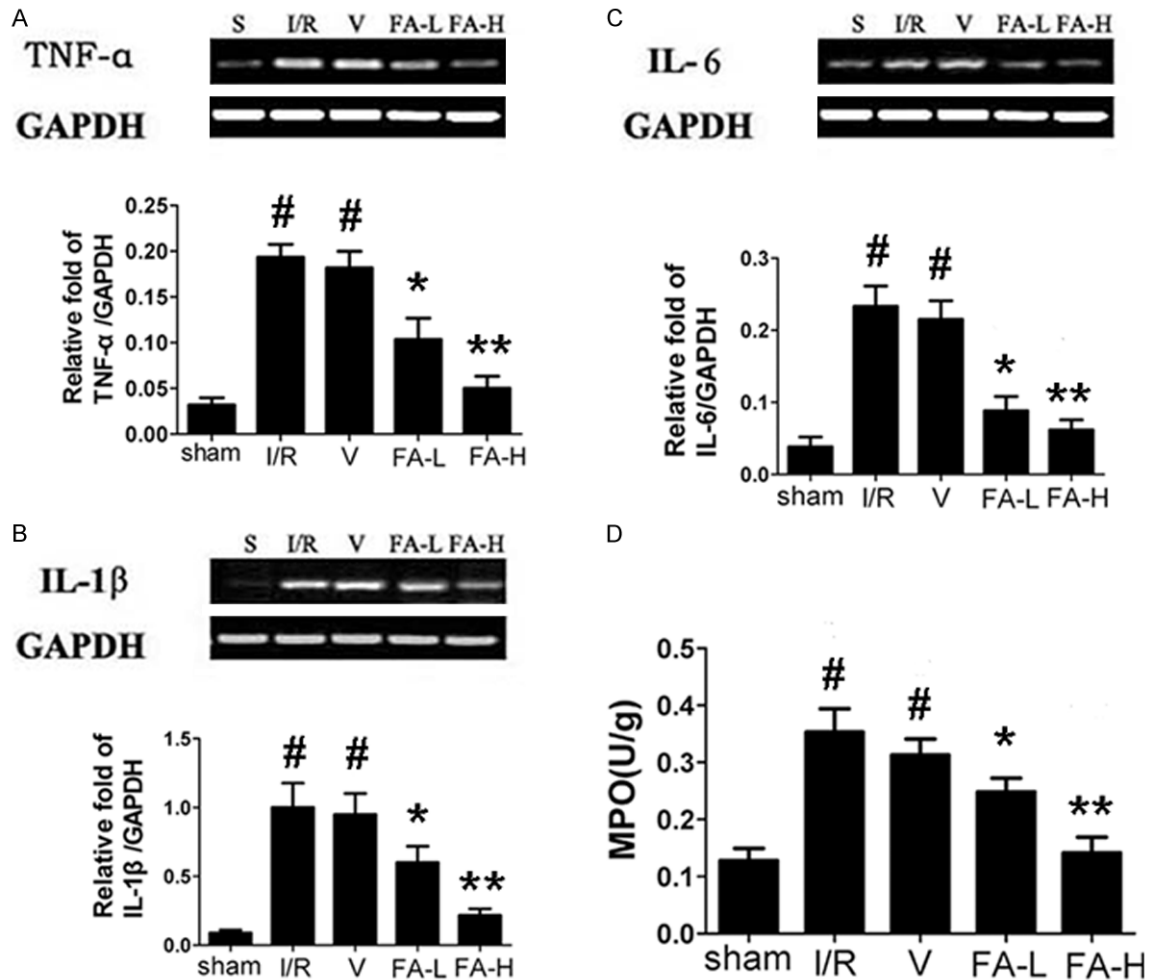 A
S I/R V FA-L FA-H
TNF-α
GAPDH
Relative fold of
TNF-α /GAPDH
0.25
0.20
0.15
0.10
0.05
0.00
# # * **
sham I/R V FA-L FA-H
B
S I/R V FA-L FA-H
IL-1β
GAPDH
Relative fold of
IL-1β /GAPDH
1.5
1.0
0.5
0.0
# # * **
sham I/R V FA-L FA-H
C
S I/R V FA-L FA-H
IL-6
GAPDH
Relative fold of
IL-6/GAPDH
0.3
0.2
0.1
0.0
# # * **
sham I/R V FA-L FA-H
D
MPO(U/g)
0.5
0.4
0.3
0.2
0.1
0.0
# # * **
sham I/R V FA-L FA-H